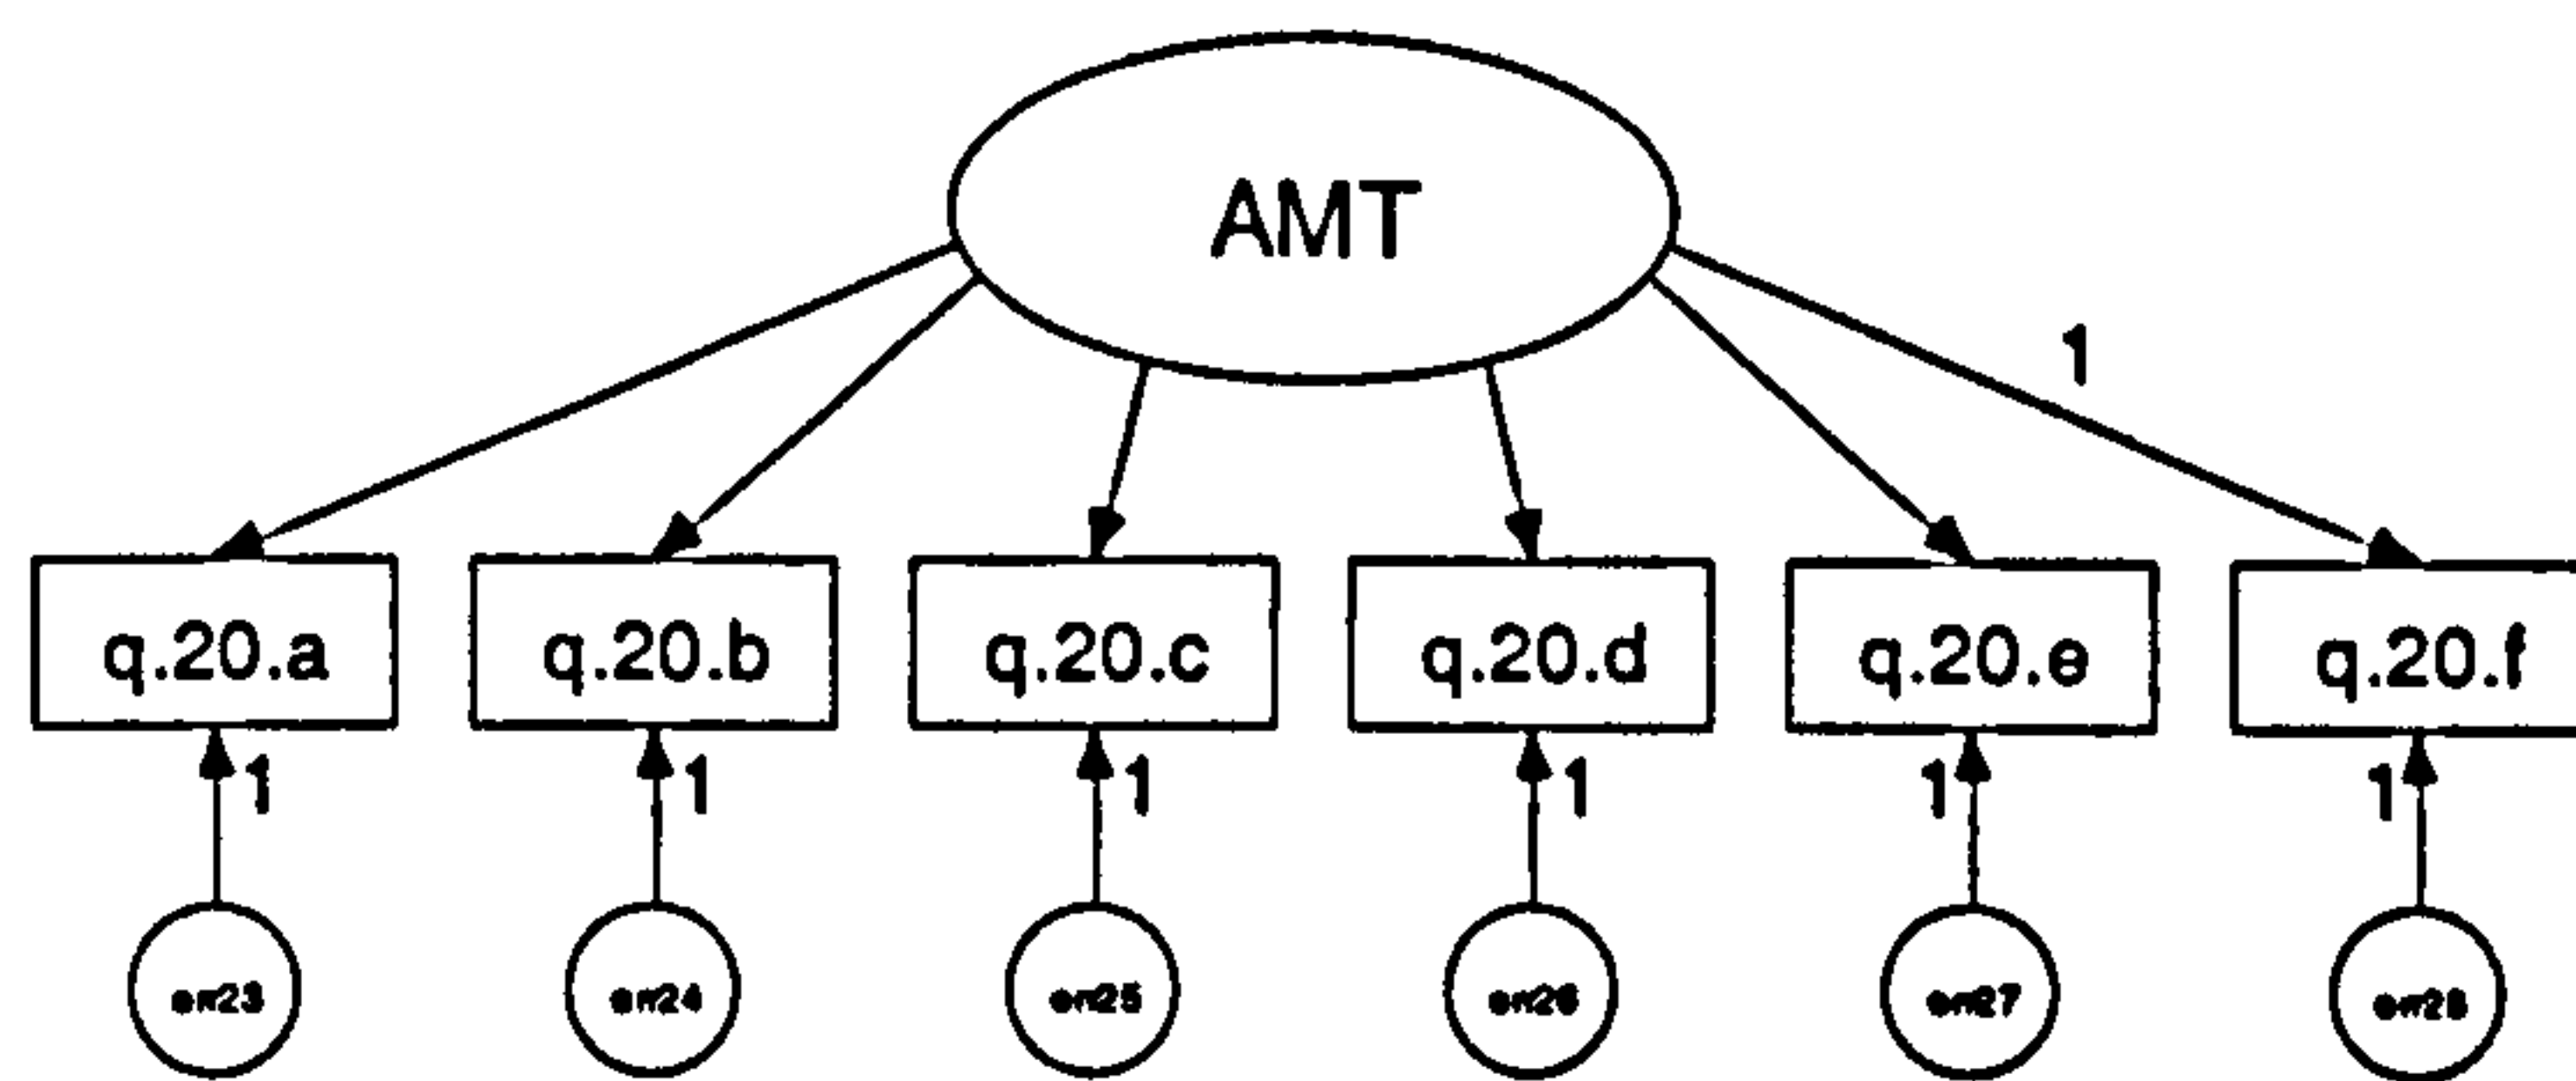 AMT
1
q.20.a q.20.b q.20.c q.20.d q.20.e q.20.f
1 1 1 1 1 1
err23 err24 err25 err26 err27 err28